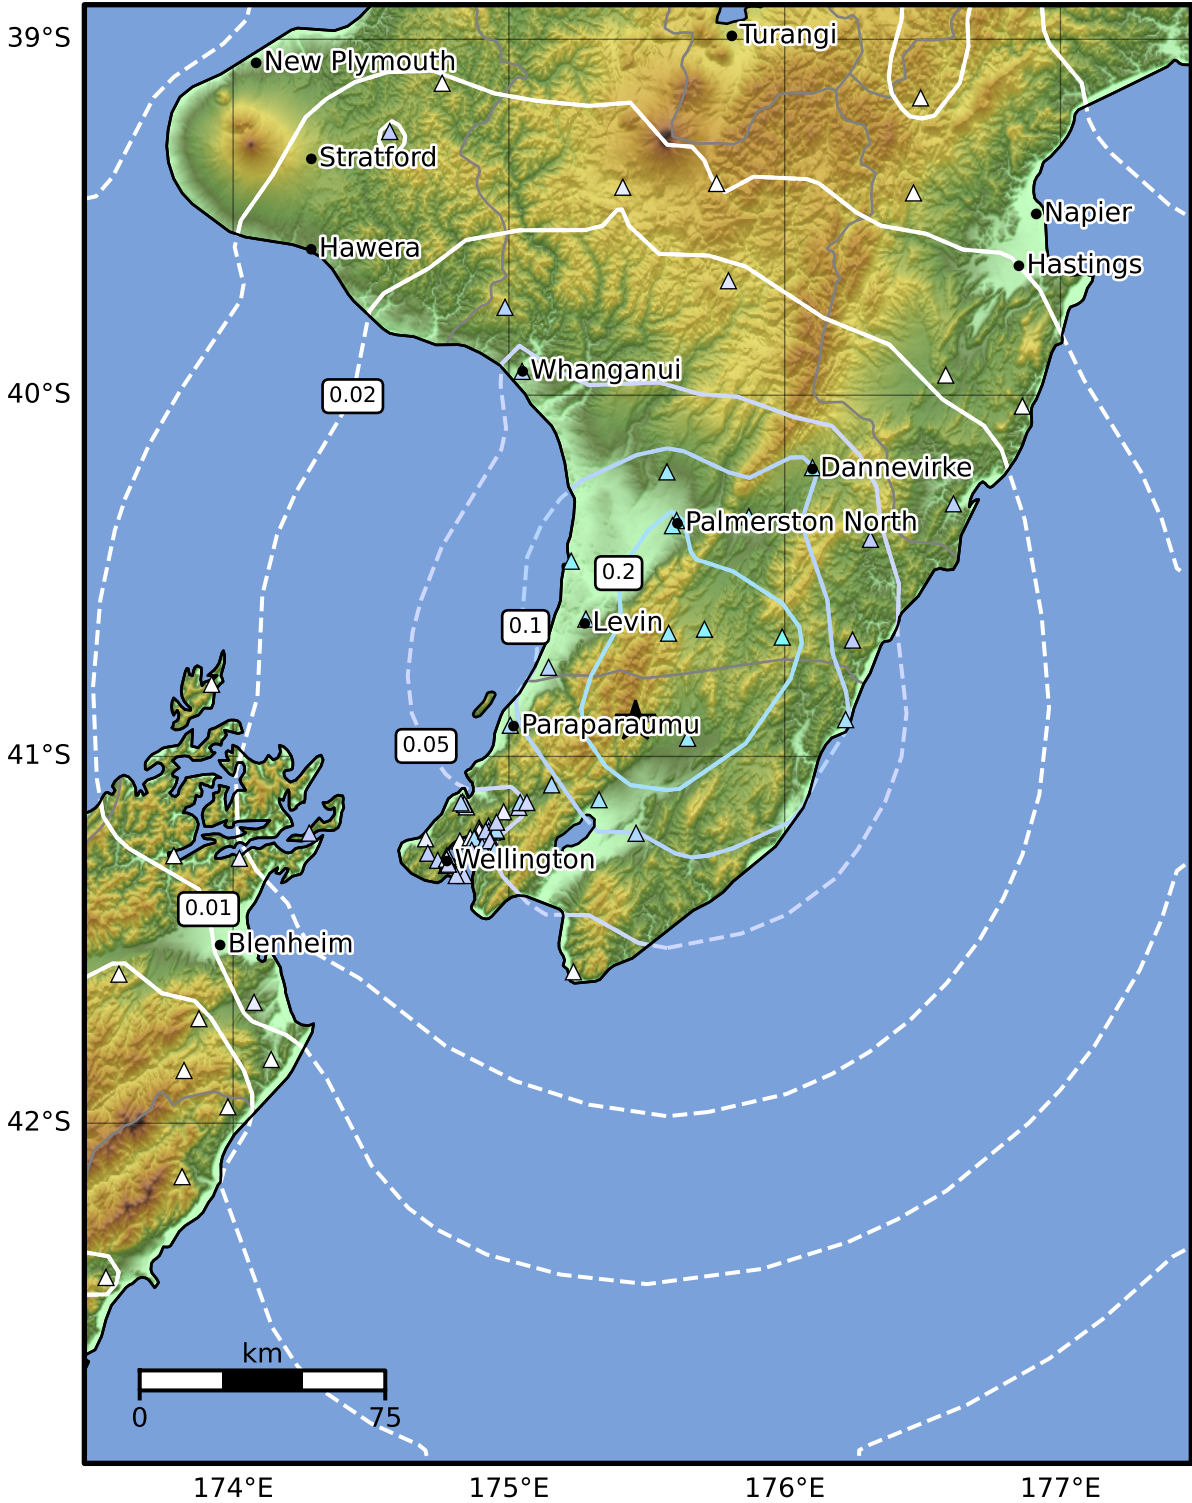 39°S
Turangi
New Plymouth
Stratford
Napier
Hawera
Hastings
Whanganui
40°S
0.02
Dannevirke
Palmerston North
0.2
Levin
0.1
Paraparaumu
0.05
41°S
Wellington
0.01
Blenheim
42°S
km
0
75
174°E
175°E
176°E
177°E